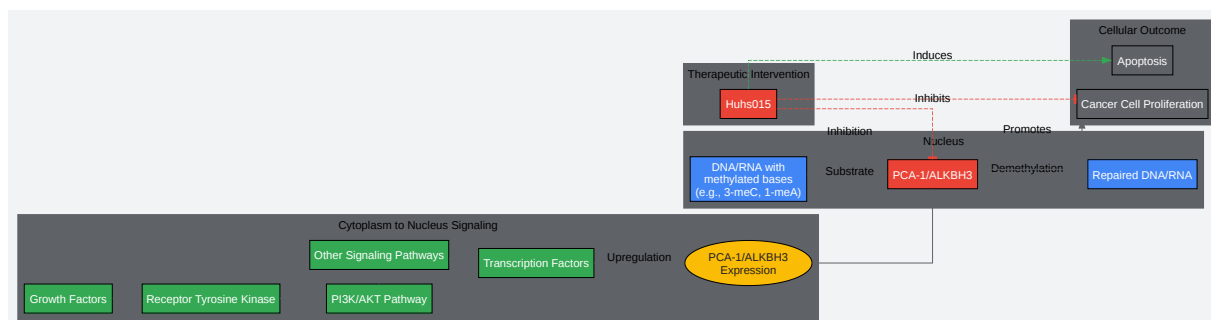 Cellular Outcome
Induces
Apoptosis
Therapeutic Intervention
Huhs015
Inhibits
Cancer Cell Proliferation
Inhibition
Promotes
Nucleus
DNA/RNA with
methylated bases
(e.g., 3-meC, 1-meA)
Substrate
PCA-1/ALKBH3
Demethylation
Repaired DNA/RNA
Cytoplasm to Nucleus Signaling
Other Signaling Pathways
Transcription Factors
Upregulation
PCA-1/ALKBH3
Expression
Growth Factors
Receptor Tyrosine Kinase
PI3K/AKT Pathway